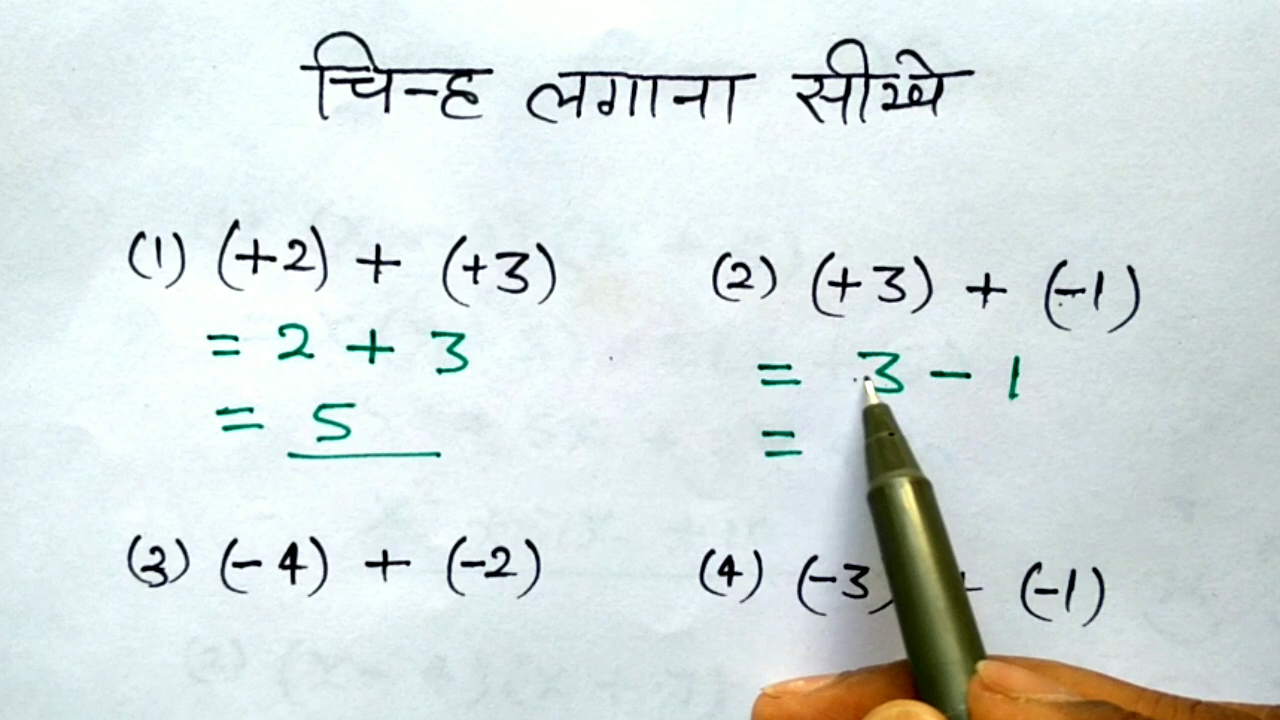 चिन्ह लगाना सीखे
(1) (+2) + (+3)
= 2 + 3
= 5
(2) (+3) + (-1)
= 3 - 1
=
(3) (-4) + (-2)
(4) (-3) + (-1)